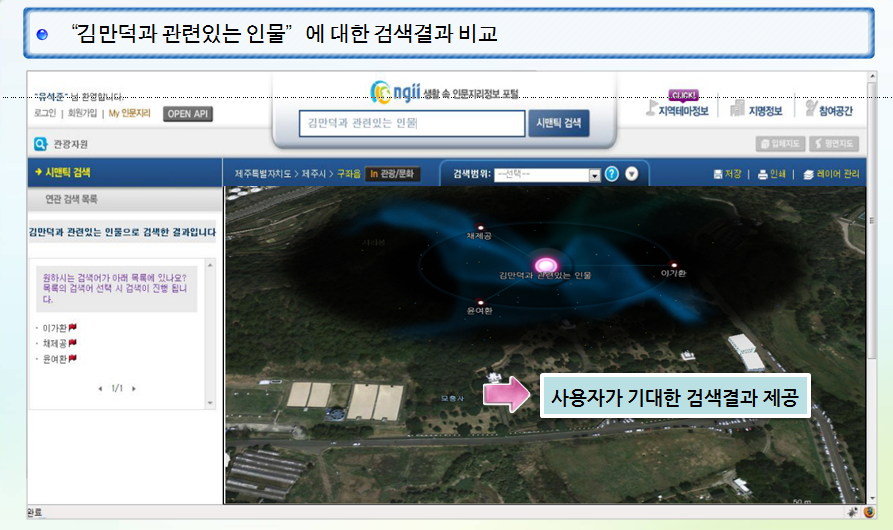 “김만덕과 관련있는 인물” 에 대한 검색결과 비교
"유석준" 님 환영합니다.
로그인 | 회원가입 | My 인문지리 OPEN API
ngii 생활 속 인문지리정보 포털
김만덕과 관련있는 인물
시맨틱 검색
CLICK!
지역테마정보
지명정보
참여공간
관광자원
입체지도
평면지도
시맨틱 검색
제주특별자치도 > 제주시 > 구좌읍 In 관광/문화
검색범위: --선택--
저장 | 인쇄 | 레이어 관리
연관 검색 목록
김만덕과 관련있는 인물으로 검색한 결과입니다
원하시는 검색어가 아래 목록에 있나요?
목록의 검색어 선택 시 검색이 진행 됩니
다.
· 이가환
· 채제공
· 윤여환
1/1
채제공
김만덕과 관련있는 인물
이가환
윤여환
모충사
사용자가 기대한 검색결과 제공
50 m
완료